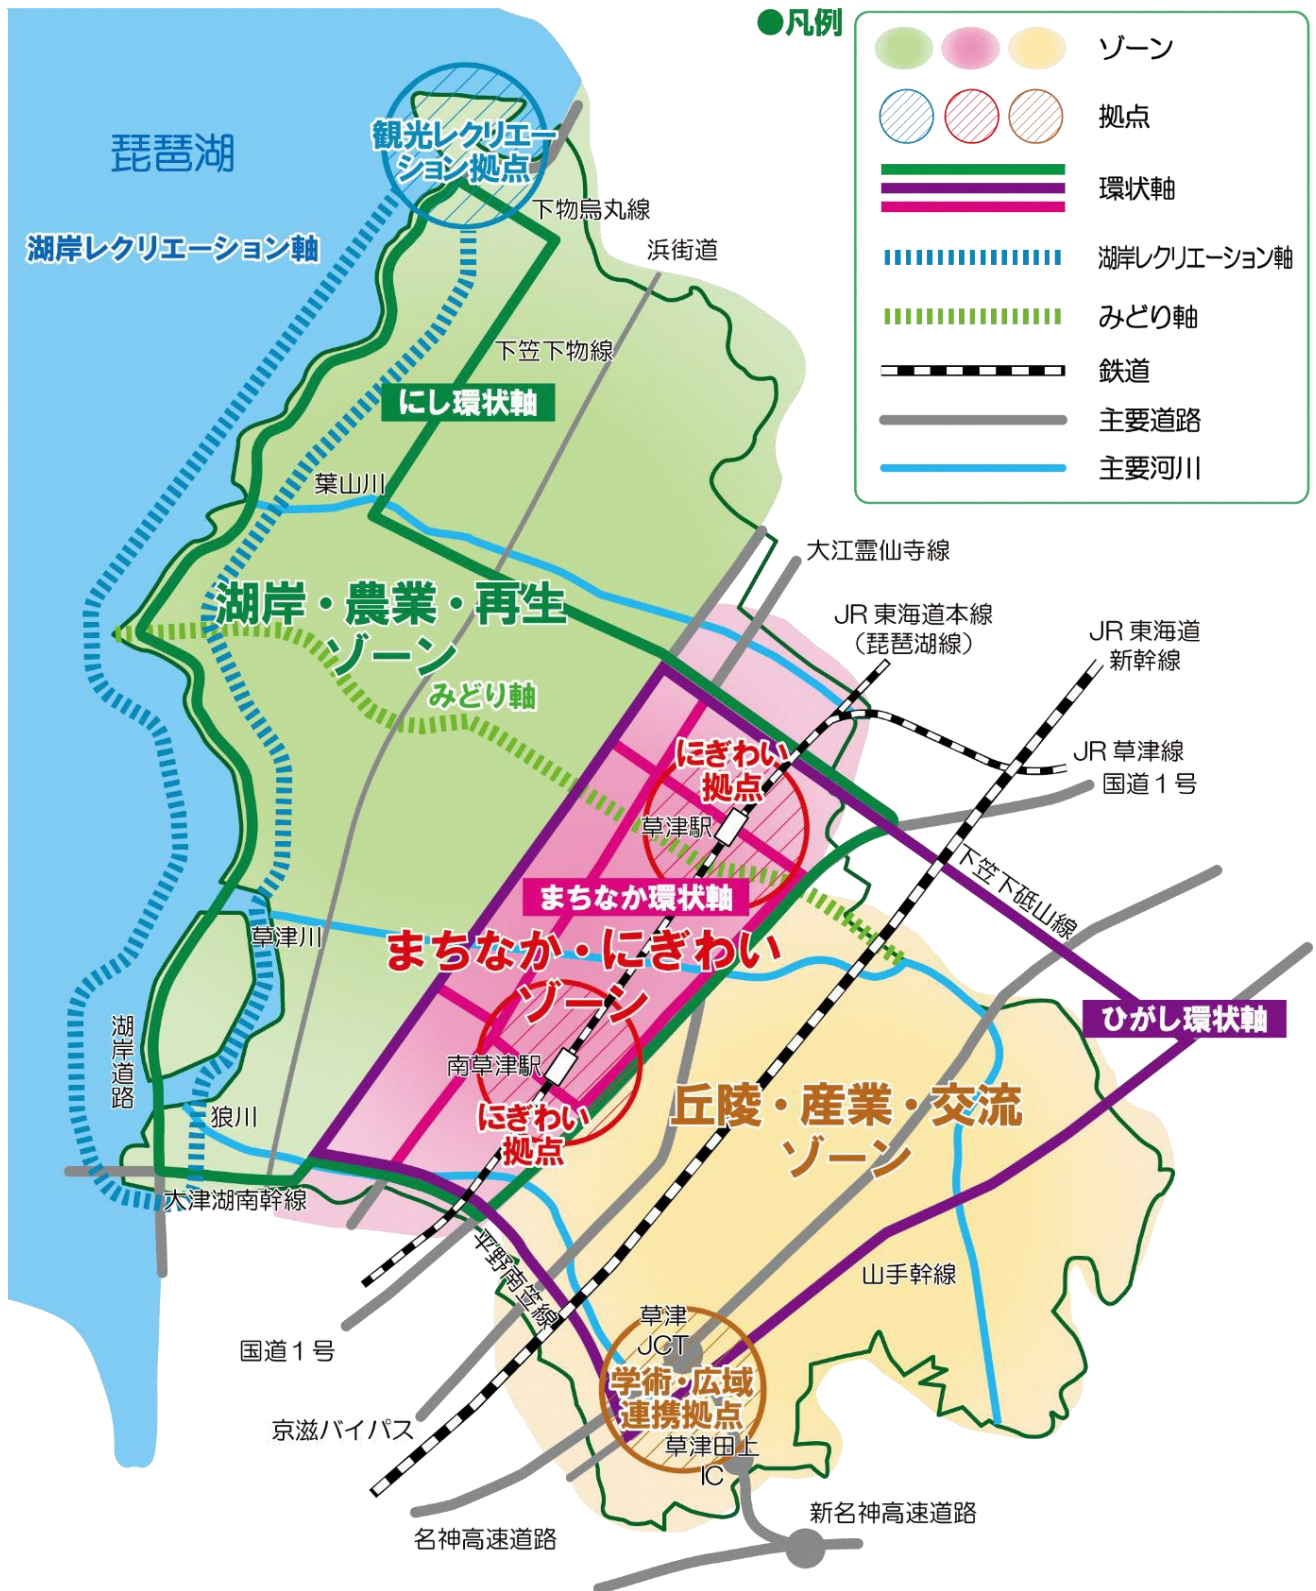 ●凡例
ゾーン
拠点
環状軸
湖岸レクリエーション軸
みどり軸
鉄道
主要道路
主要河川
琵琶湖
湖岸レクリエーション軸
観光レクリエー
ション拠点
下物烏丸線
浜街道
下笠下物線
にし環状軸
葉山川
大江霊仙寺線
湖岸・農業・再生
ゾーン
みどり軸
JR 東海道本線
（琵琶湖線）
JR 東海道
新幹線
JR 草津線
国道1号
にぎわい
拠点
草津駅
下笠下砥山線
まちなか環状軸
草津川
まちなか・にぎわい
ゾーン
ひがし環状軸
湖岸道路
南草津駅
にぎわい
拠点
狼川
丘陵・産業・交流
ゾーン
大津湖南幹線
平野南笠線
山手幹線
国道1号
草津
JCT
学術・広域
連携拠点
草津田上
IC
京滋バイパス
名神高速道路
新名神高速道路